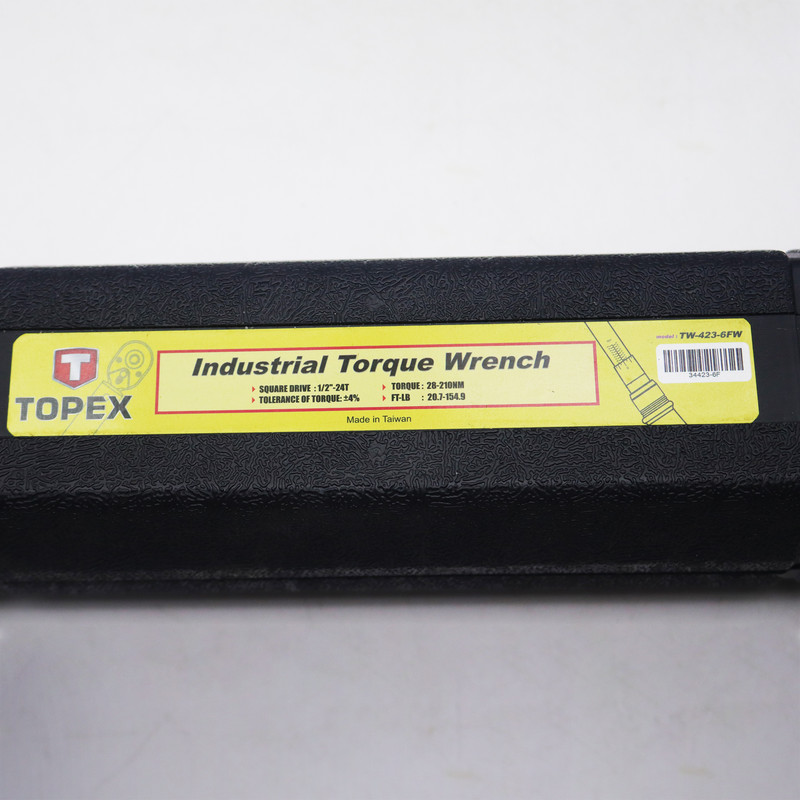 T
TOPEX
Industrial Torque Wrench
SQUARE DRIVE : 1/2"-24T
TORQUE : 28-210NM
TOLERANCE OF TORQUE: ±4%
FT-LB : 20.7-154.9
Made in Taiwan
model : TW-423-6FW
34423-6F